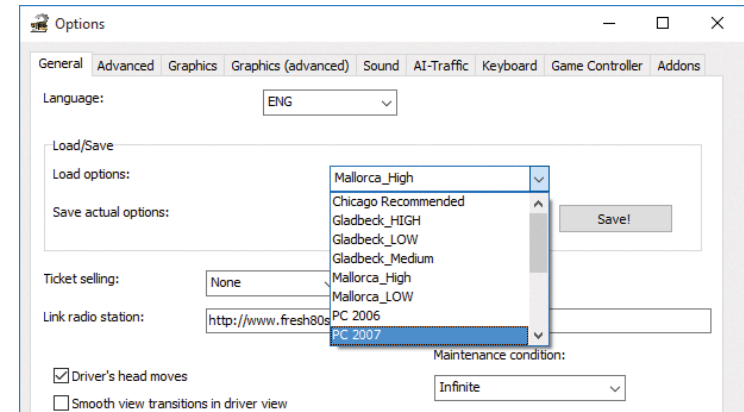 Options
General Advanced Graphics Graphics (advanced) Sound AI-Traffic Keyboard Game Controller Addons
Language: ENG
Load/Save
Load options: Mallorca_High
Chicago Recommended
Gladbeck_HIGH
Save actual options: Save!
Gladbeck_LOW
Gladbeck_Medium
Ticket selling: None
Mallorca_High
Mallorca_LOW
Link radio station: http://www.fresh80s
PC 2006
PC 2007
Maintenance condition:
Driver's head moves
Infinite
Smooth view transitions in driver view